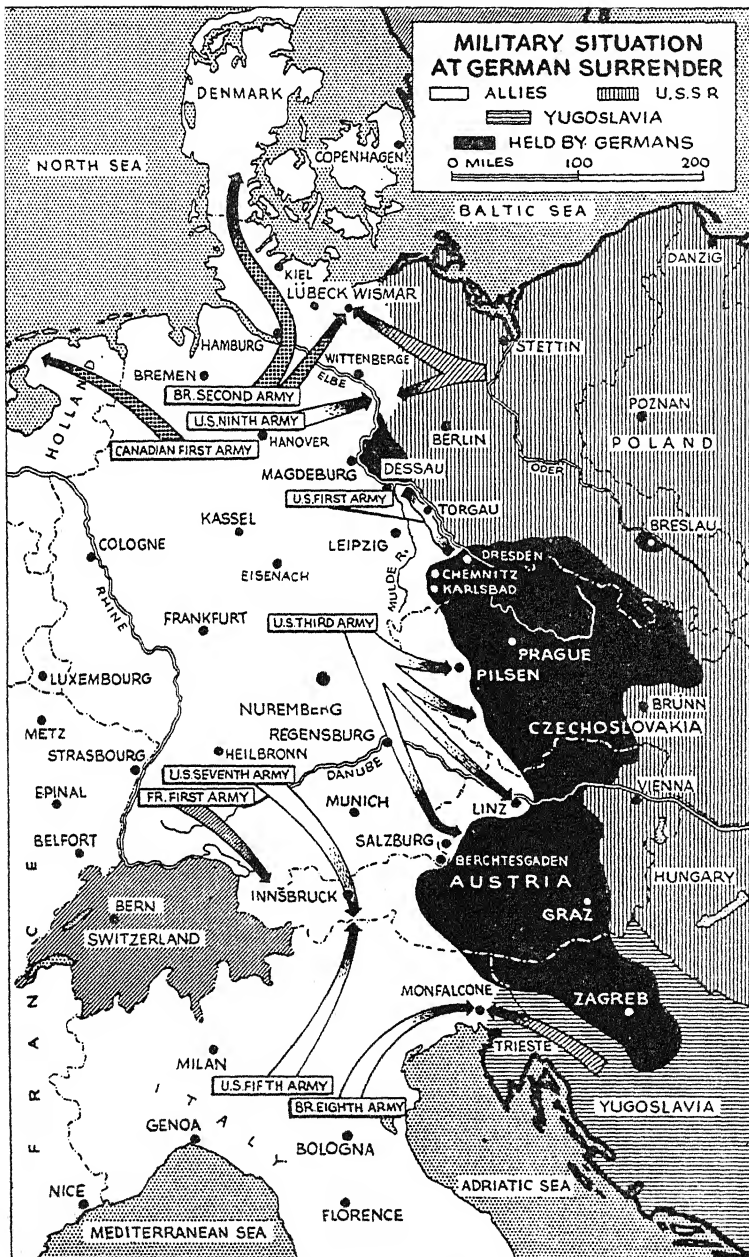 MILITARY SITUATION
AT GERMAN SURRENDER
ALLIES
U.S.S R
YUGOSLAVIA
HELD BY GERMANS
0 MILES 100 200
DENMARK
COPENHAGEN
NORTH SEA
BALTIC SEA
DANZIG
KIEL
LÜBECK
WISMAR
HAMBURG
STETTIN
WITTENBERGE
ELBE
BREMEN
BR. SECOND ARMY
HOLLAND
U.S. NINTH ARMY
POZNAN
BERLIN
POLAND
CANADIAN FIRST ARMY
HANOVER
MAGDEBURG
DESSAU
ODER
U.S. FIRST ARMY
TORGAU
KASSEL
LEIPZIG
BRESLAU
COLOGNE
EISENACH
MULDE R.
DRESDEN
CHEMNITZ
KARLSBAD
RHINE
FRANKFURT
U.S. THIRD ARMY
PRAGUE
PILSEN
LUXEMBOURG
NUREMBERG
BRUNN
METZ
REGENSBURG
CZECHOSLOVAKIA
STRASBOURG
HEILBRONN
U.S. SEVENTH ARMY
DANUBE
VIENNA
EPINAL
FR. FIRST ARMY
MUNICH
LINZ
BELFORT
SALZBURG
BERCHTESGADEN
AUSTRIA
HUNGARY
INNSBRUCK
BERN
SWITZERLAND
GRAZ
FRANCE
MONFALCONE
ZAGREB
TRIESTE
MILAN
U.S. FIFTH ARMY
BR. EIGHTH ARMY
ITALY
YUGOSLAVIA
GENOA
BOLOGNA
ADRIATIC SEA
NICE
FLORENCE
MEDITERRANEAN SEA